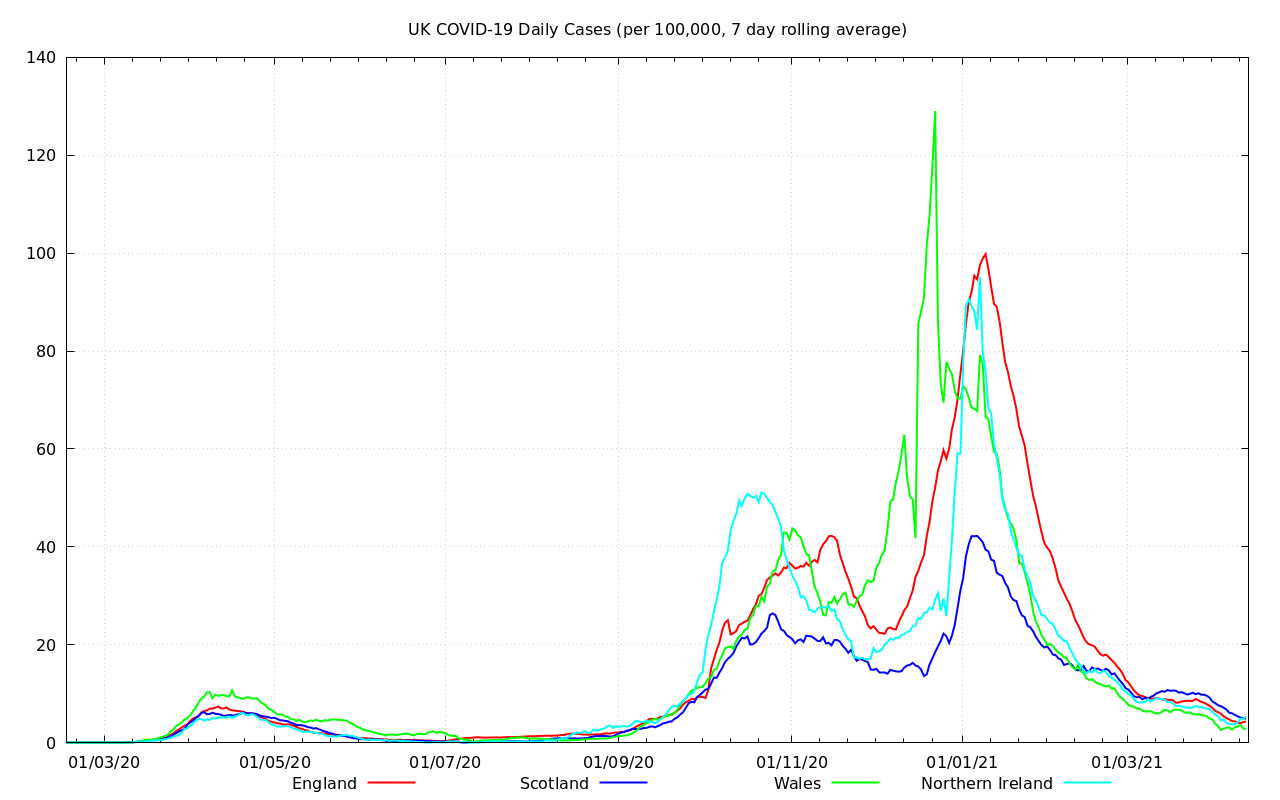 UK COVID-19 Daily Cases (per 100,000, 7 day rolling average)
140
120
100
80
60
40
20
0
01/03/20 01/05/20 01/07/20 01/09/20 01/11/20 01/01/21 01/03/21
England Scotland Wales Northern Ireland